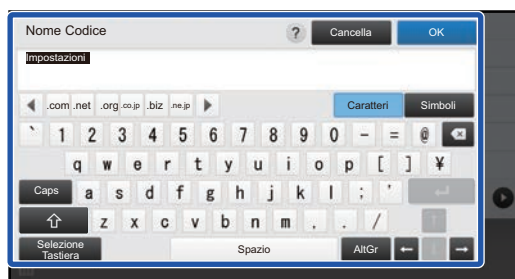 Nome Codice ? Cancella OK
Impostazioni
.com .net .org .co.jp .biz .ne.jp Caratteri Simboli
` 1 2 3 4 5 6 7 8 9 0 - = @
q w e r t y u i o p [ ] ¥
Caps a s d f g h j k l ; '
z x c v b n m , . /
Selezione Tastiera Spazio AltGr